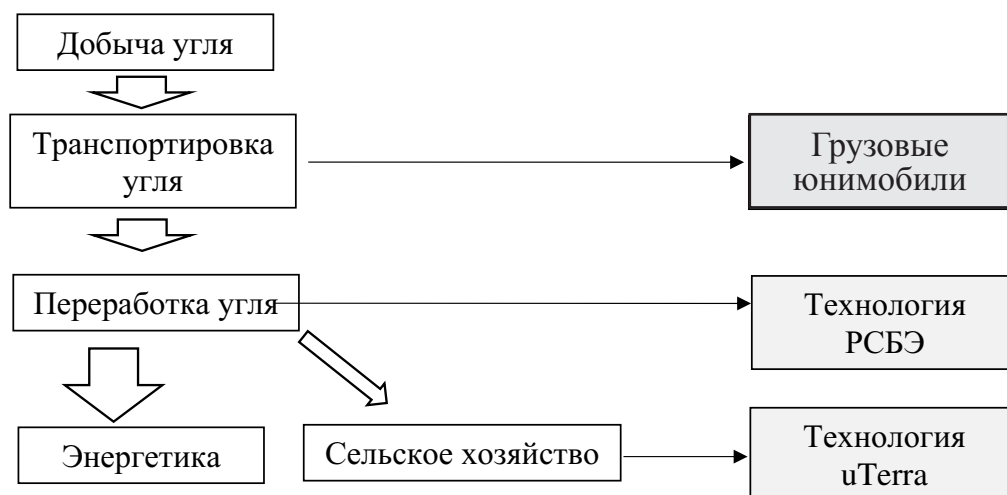 Добыча угля
Транспортировка
угля
Грузовые
юнимобили
Переработка угля
Технология
РСБЭ
Энергетика
Сельское хозяйство
Технология
uTerra